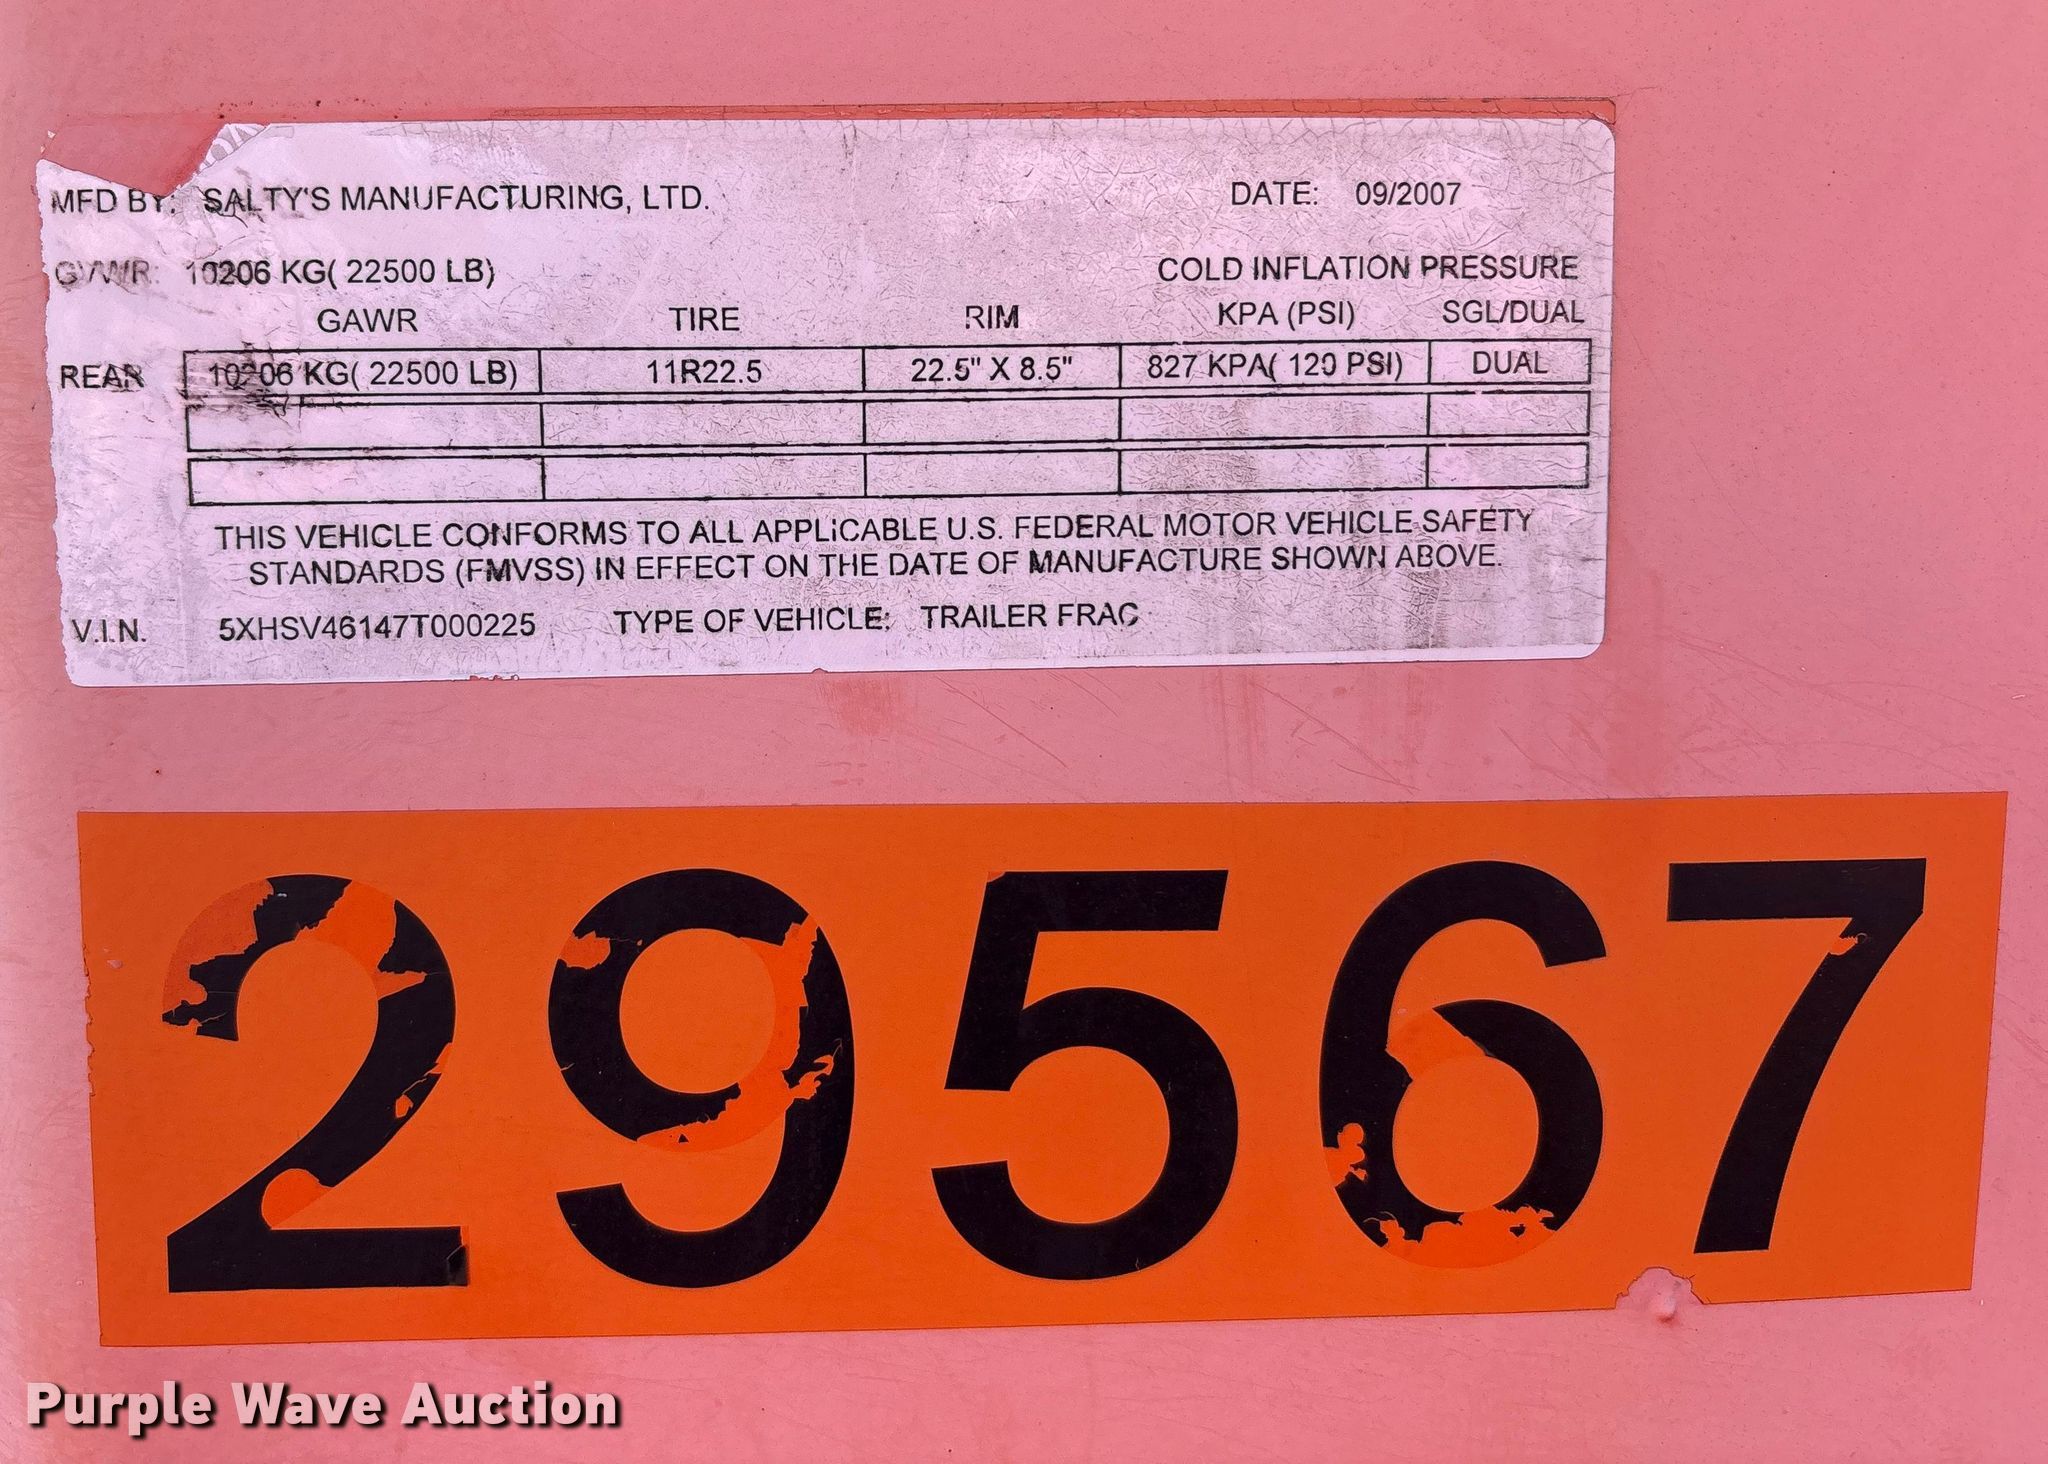 MFD BY: SALTY'S MANUFACTURING, LTD. DATE: 09/2007
GVWR: 10206 KG( 22500 LB) COLD INFLATION PRESSURE
GAWR TIRE RIM KPA (PSI) SGL/DUAL
REAR 10206 KG( 22500 LB) 11R22.5 22.5" X 8.5" 827 KPA( 120 PSI) DUAL
THIS VEHICLE CONFORMS TO ALL APPLICABLE U.S. FEDERAL MOTOR VEHICLE SAFETY
STANDARDS (FMVSS) IN EFFECT ON THE DATE OF MANUFACTURE SHOWN ABOVE.
V.I.N. 5XHSV46147T000225 TYPE OF VEHICLE: TRAILER FRAC
29567
Purple Wave Auction